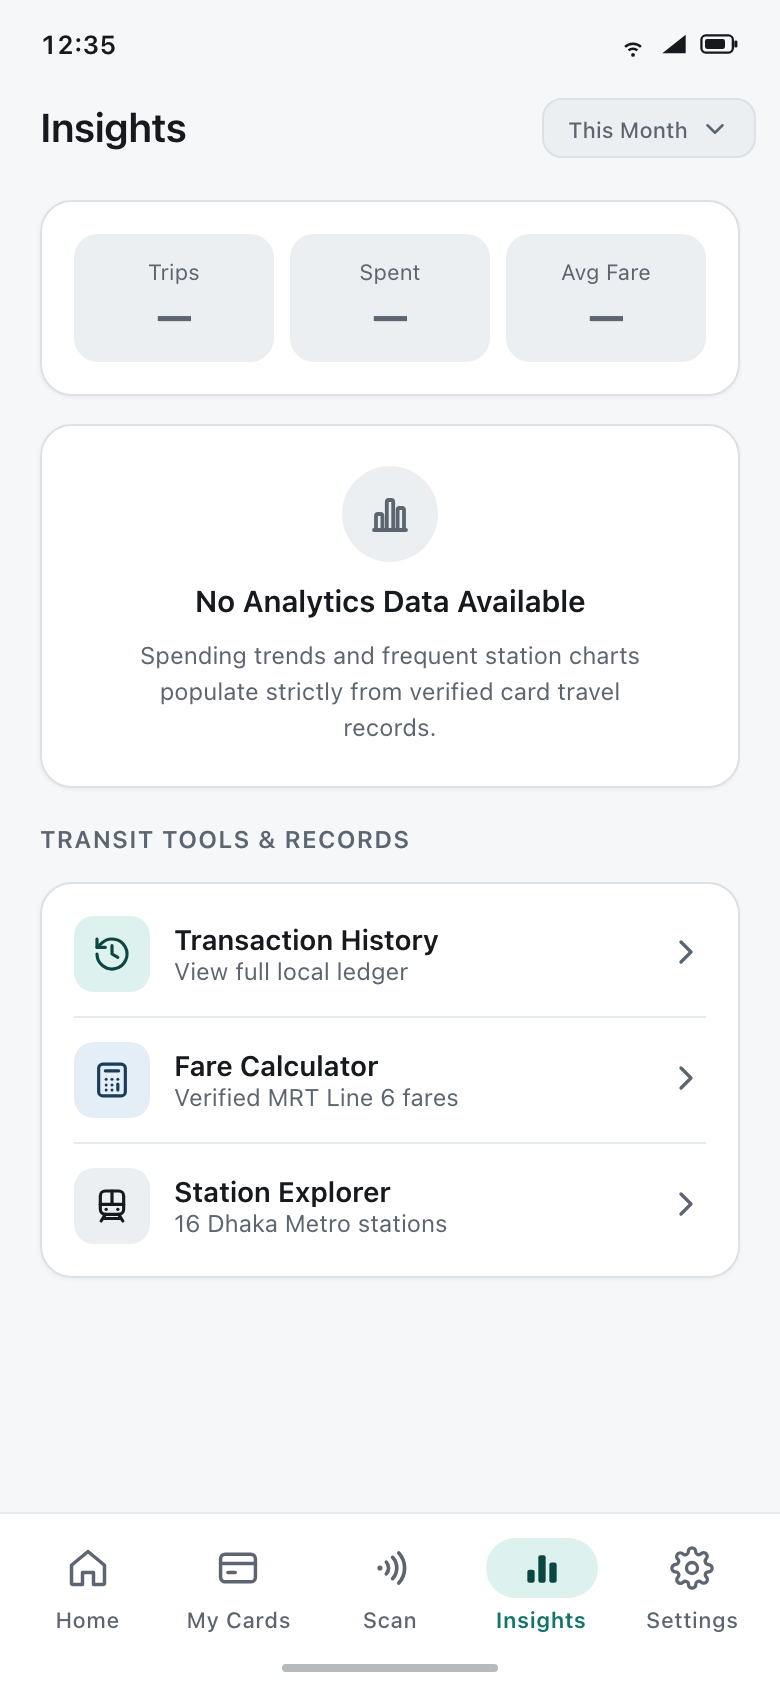 12:35
Insights
This Month
Trips
Spent
Avg Fare
—
—
—
No Analytics Data Available
Spending trends and frequent station charts
populate strictly from verified card travel
records.
TRANSIT TOOLS & RECORDS
Transaction History
View full local ledger
Fare Calculator
Verified MRT Line 6 fares
Station Explorer
16 Dhaka Metro stations
Home
My Cards
Scan
Insights
Settings